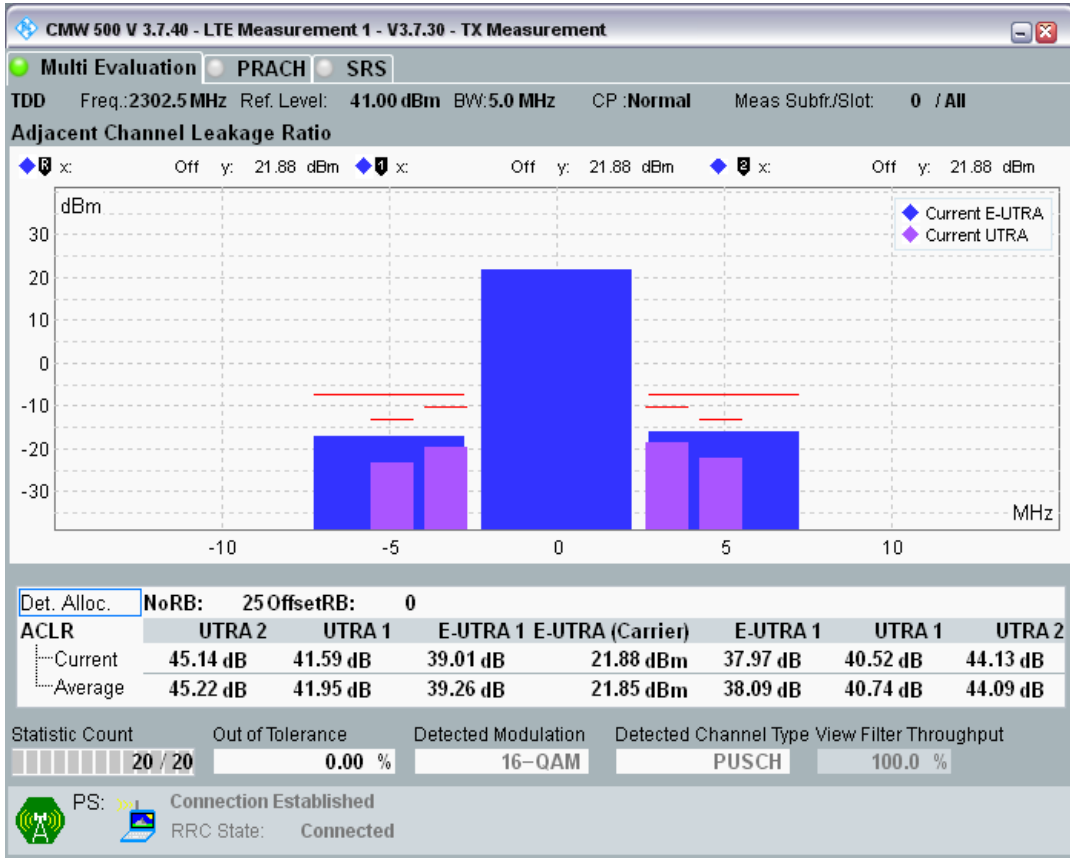 CMW 500 V 3.7.40 - LTE Measurement 1 - V3.7.30 - TX Measurement
Multi Evaluation PRACH SRS
TDD Freq.:2302.5 MHz Ref. Level: 41.00 dBm BW:5.0 MHz CP :Normal Meas Subfr./Slot: 0 / All
Adjacent Channel Leakage Ratio
R x: Off y: 21.88 dBm 1 x: Off y: 21.88 dBm 2 x: Off y: 21.88 dBm
dBm
Current E-UTRA
Current UTRA
30
20
10
0
-10
-20
-30
MHz
-10 -5 0 5 10
Det. Alloc. NoRB: 25 OffsetRB: 0
ACLR UTRA 2 UTRA 1 E-UTRA 1 E-UTRA (Carrier) E-UTRA 1 UTRA 1 UTRA 2
Current 45.14 dB 41.59 dB 39.01 dB 21.88 dBm 37.97 dB 40.52 dB 44.13 dB
Average 45.22 dB 41.95 dB 39.26 dB 21.85 dBm 38.09 dB 40.74 dB 44.09 dB
Statistic Count Out of Tolerance Detected Modulation Detected Channel Type View Filter Throughput
20 / 20 0.00 % 16-QAM PUSCH 100.0 %
PS: Connection Established
RRC State: Connected